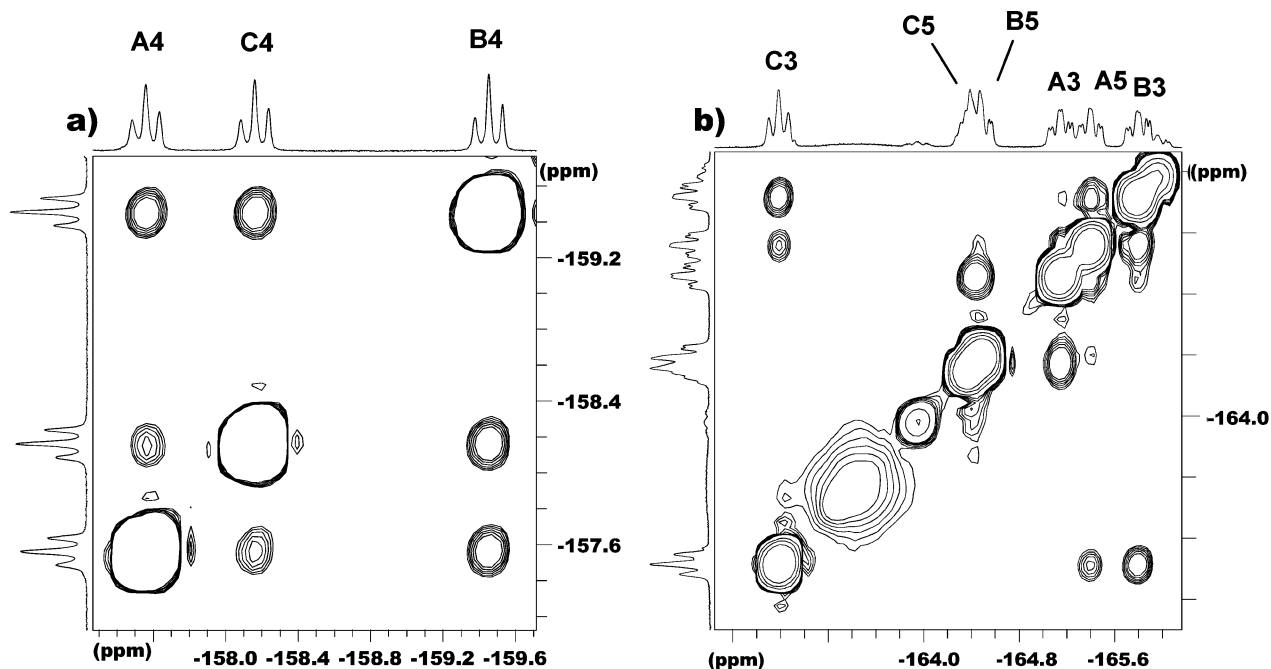 A4 C4 B4
a)
(ppm)
-159.2
-158.4
-157.6
(ppm) -158.0 -158.4 -158.8 -159.2 -159.6
C5 B5
C3
A3 A5 B3
b)
((ppm)
-164.0
(ppm) -164.0 -164.8 -165.6